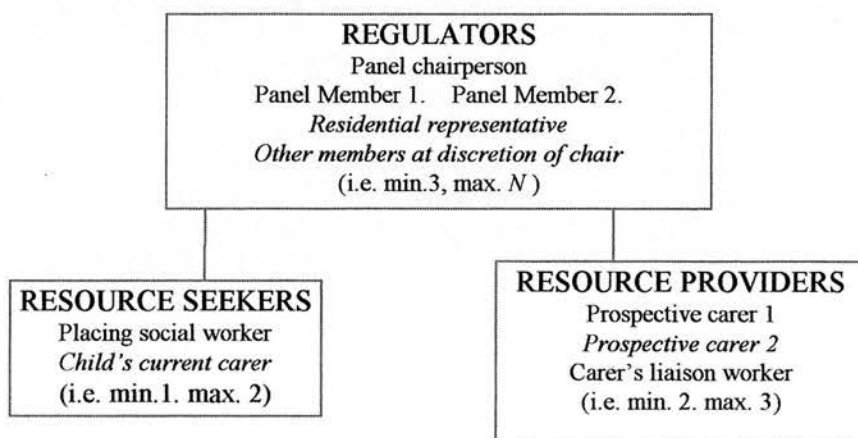 REGULATORS
Panel chairperson
Panel Member 1. Panel Member 2.
Residential representative
Other members at discretion of chair
(i.e. min.3, max. N )
RESOURCE SEEKERS
Placing social worker
Child's current carer
(i.e. min.1. max. 2)
RESOURCE PROVIDERS
Prospective carer 1
Prospective carer 2
Carer's liaison worker
(i.e. min. 2. max. 3)